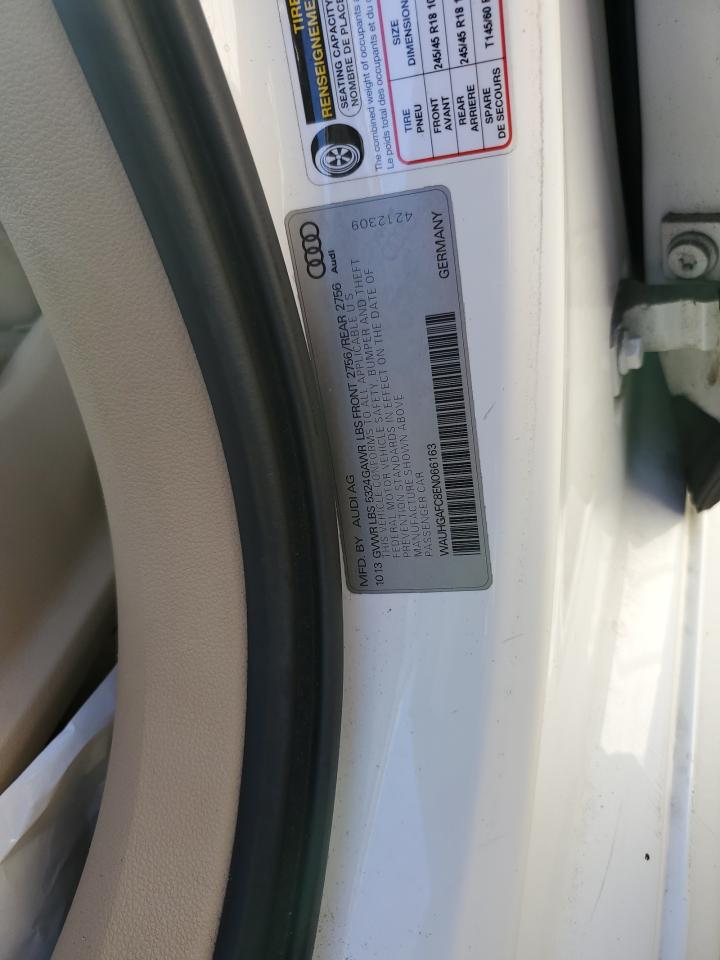 TIRE
RENSEIGNEME
SEATING CAPACITY
NOMBRE DE PLACE
The combined weight of occupants a
Le poids total des occupants et du c
TIRE SIZE
PNEU DIMENSION
FRONT 245/45 R18 10
AVANT
REAR 245/45 R18 1
ARRIERE
SPARE T145/60 R
DE SECOURS
4212309
Audi
MFD. BY AUDI AG
10 13 GVWR LBS 5324 GAWR LBS FRONT 2756/REAR 2756
THIS VEHICLE CONFORMS TO ALL APPLICABLE U.S.
FEDERAL MOTOR VEHICLE SAFETY, BUMPER AND THEFT
PREVENTION STANDARDS IN EFFECT ON THE DATE OF
MANUFACTURE SHOWN ABOVE
PASSENGER CAR
WAUHGAFC8EN066163
GERMANY